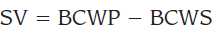 SV = BCWP – BCWS